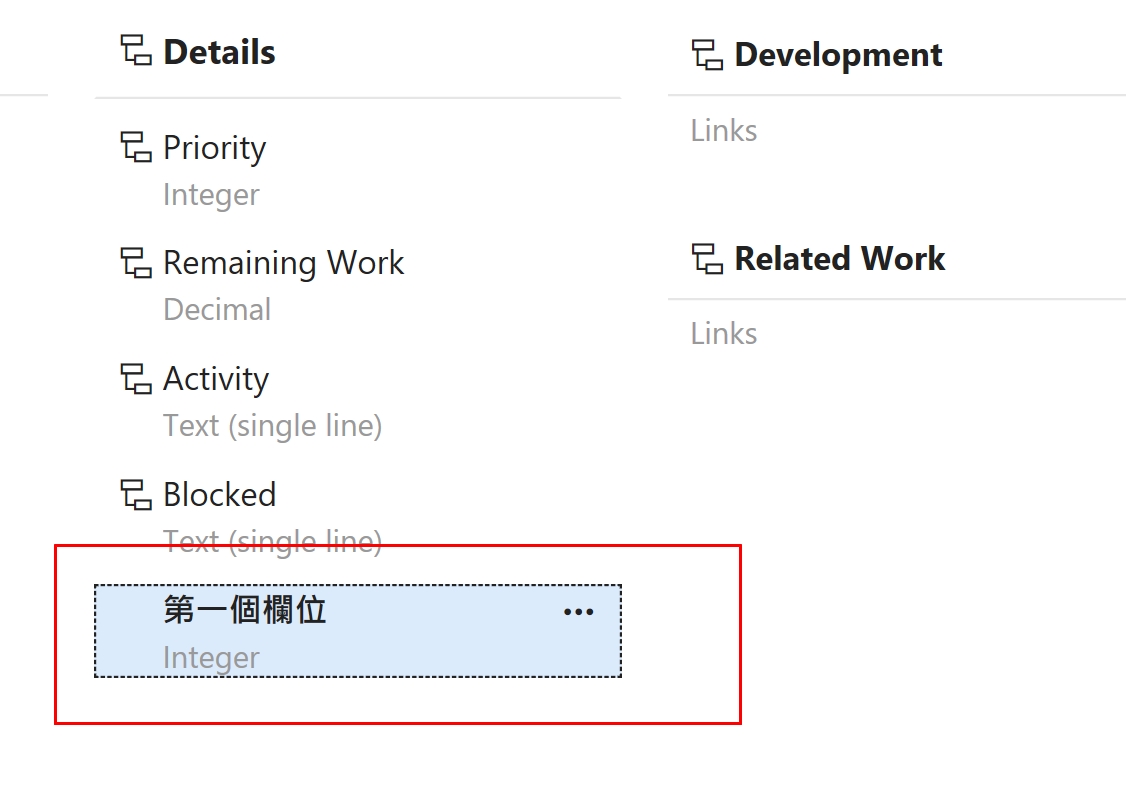 Details
Priority
Integer
Remaining Work
Decimal
Activity
Text (single line)
Blocked
Text (single line)
第一個欄位
Integer
Development
Links
Related Work
Links